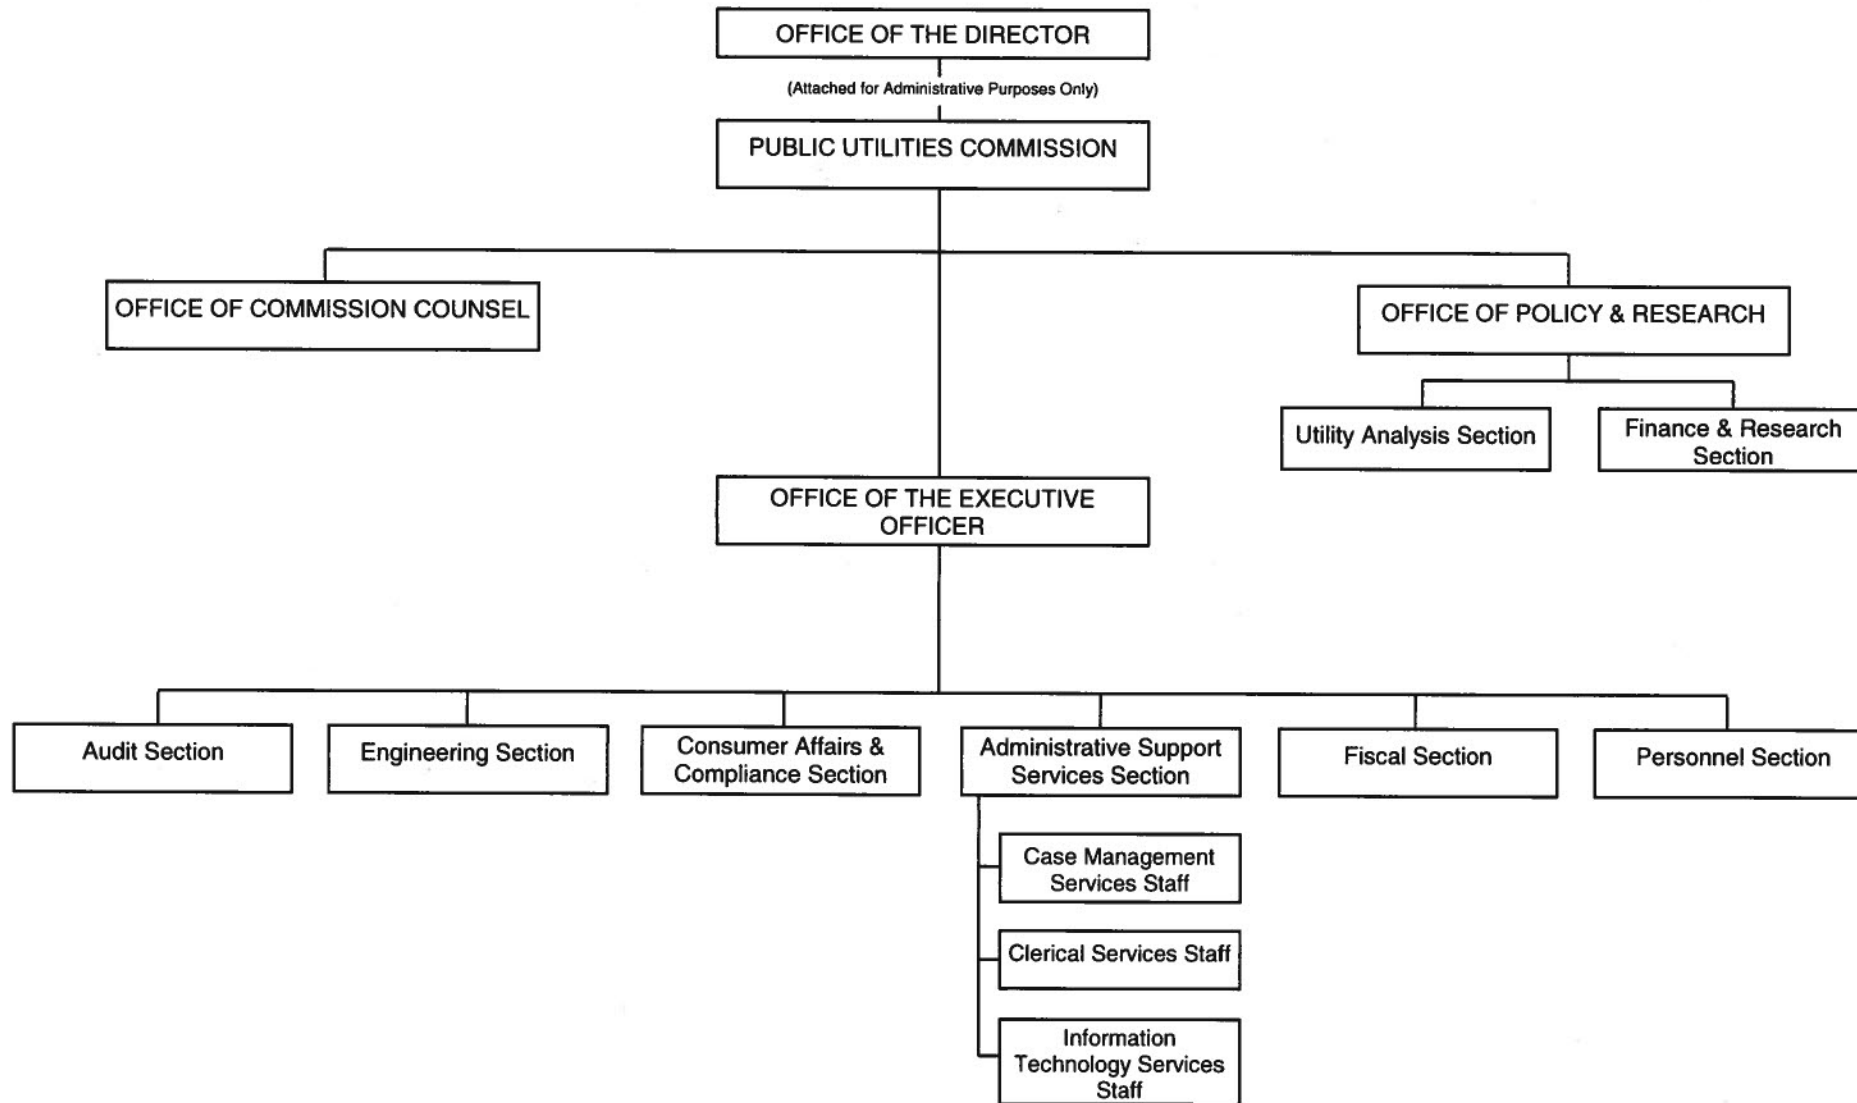 OFFICE OF THE DIRECTOR
(Attached for Administrative Purposes Only)
PUBLIC UTILITIES COMMISSION
OFFICE OF COMMISSION COUNSEL
OFFICE OF POLICY & RESEARCH
Utility Analysis Section
Finance & Research
Section
OFFICE OF THE EXECUTIVE
OFFICER
Audit Section
Engineering Section
Consumer Affairs &
Compliance Section
Administrative Support
Services Section
Fiscal Section
Personnel Section
Case Management
Services Staff
Clerical Services Staff
Information
Technology Services
Staff